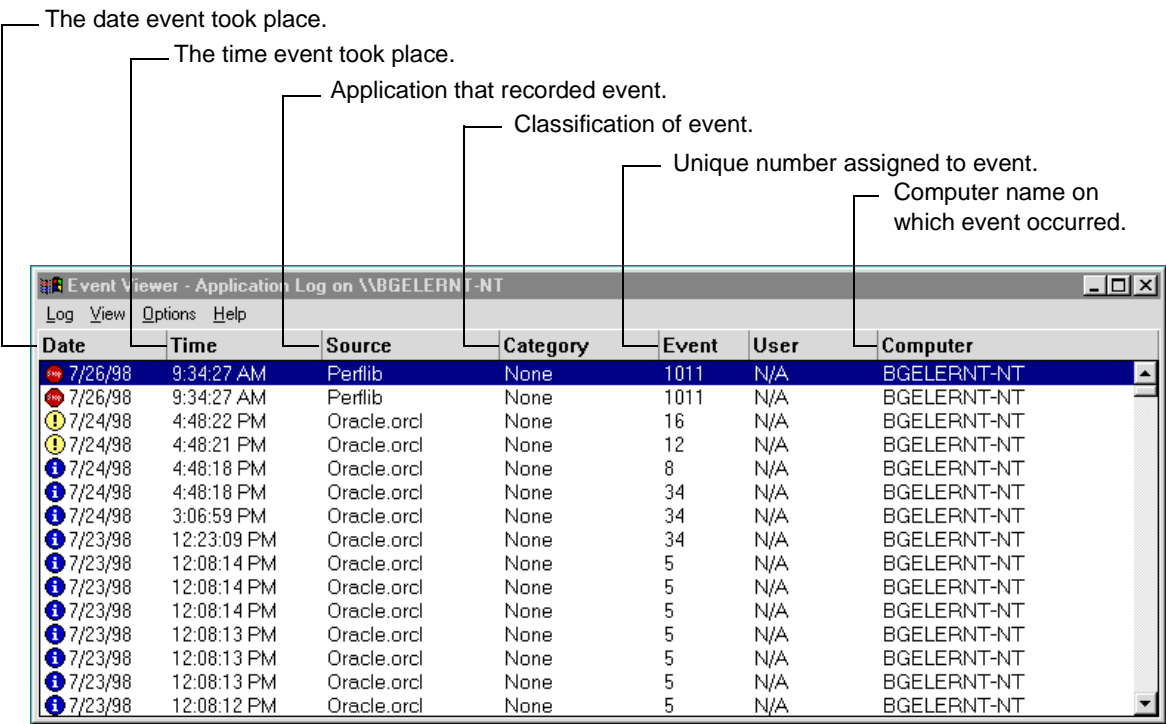 The date event took place.
The time event took place.
Application that recorded event.
Classification of event.
Unique number assigned to event.
Computer name on
which event occurred.
Event Viewer - Application Log on \\BGELERNT-NT
Log View Options Help
Date Time Source Category Event User Computer
7/26/98 9:34:27 AM Perflib None 1011 N/A BGELERNT-NT
7/26/98 9:34:27 AM Perflib None 1011 N/A BGELERNT-NT
7/24/98 4:48:22 PM Oracle.orcl None 16 N/A BGELERNT-NT
7/24/98 4:48:21 PM Oracle.orcl None 12 N/A BGELERNT-NT
7/24/98 4:48:18 PM Oracle.orcl None 8 N/A BGELERNT-NT
7/24/98 4:48:18 PM Oracle.orcl None 34 N/A BGELERNT-NT
7/24/98 3:06:59 PM Oracle.orcl None 34 N/A BGELERNT-NT
7/23/98 12:23:09 PM Oracle.orcl None 34 N/A BGELERNT-NT
7/23/98 12:08:14 PM Oracle.orcl None 5 N/A BGELERNT-NT
7/23/98 12:08:14 PM Oracle.orcl None 5 N/A BGELERNT-NT
7/23/98 12:08:14 PM Oracle.orcl None 5 N/A BGELERNT-NT
7/23/98 12:08:13 PM Oracle.orcl None 5 N/A BGELERNT-NT
7/23/98 12:08:13 PM Oracle.orcl None 5 N/A BGELERNT-NT
7/23/98 12:08:13 PM Oracle.orcl None 5 N/A BGELERNT-NT
7/23/98 12:08:12 PM Oracle.orcl None 5 N/A BGELERNT-NT